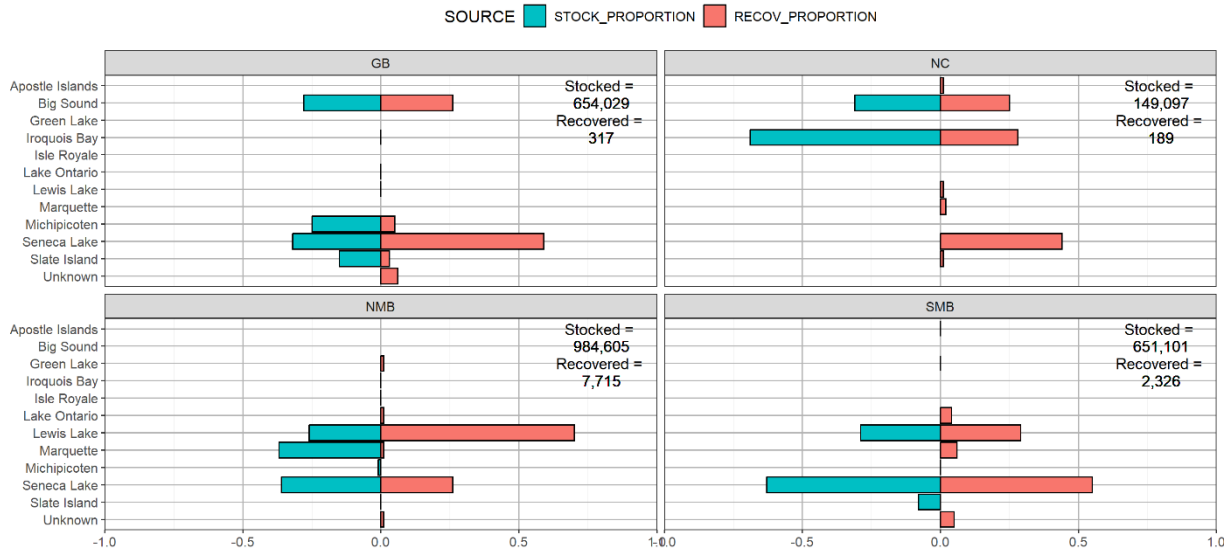 SOURCE STOCK_PROPORTION RECOV_PROPORTION
GB
NC
Apostle Islands
Big Sound
Green Lake
Iroquois Bay
Isle Royale
Lake Ontario
Lewis Lake
Marquette
Michipicoten
Seneca Lake
Slate Island
Unknown
Stocked =
654,029
Recovered =
317
Stocked =
149,097
Recovered =
189
NMB
SMB
Apostle Islands
Big Sound
Green Lake
Iroquois Bay
Isle Royale
Lake Ontario
Lewis Lake
Marquette
Michipicoten
Seneca Lake
Slate Island
Unknown
Stocked =
984,605
Recovered =
7,715
Stocked =
651,101
Recovered =
2,326
-1.0 -0.5 0.0 0.5 1.0
-1.0 -0.5 0.0 0.5 1.0